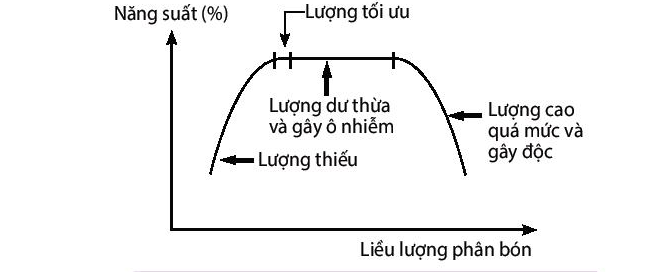 Năng suất (%)
Lượng tối ưu
Lượng dư thừa
và gây ô nhiễm
Lượng cao
quá mức và
gây độc
Lượng thiếu
Liều lượng phân bón